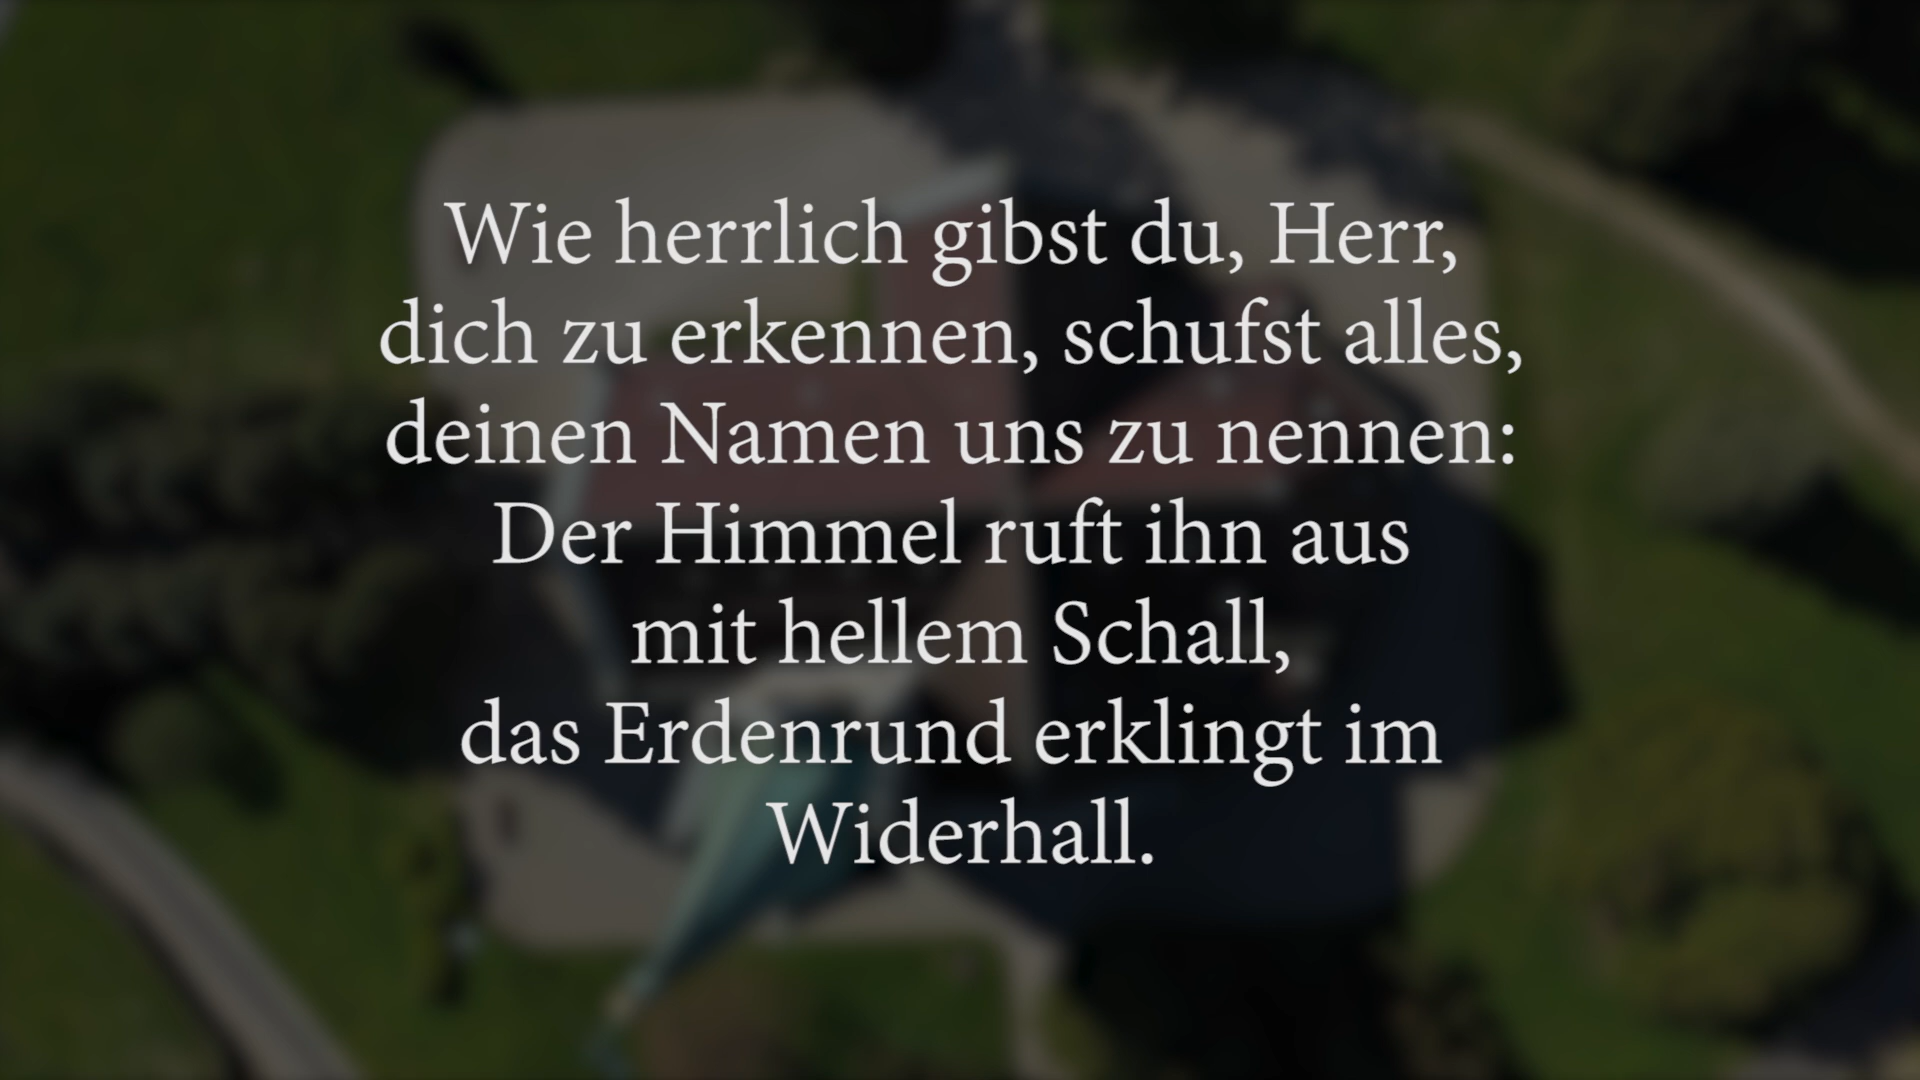 Wie herrlich gibst du, Herr,
dich zu erkennen, schufst alles,
deinen Namen uns zu nennen:
Der Himmel ruft ihn aus
mit hellem Schall,
das Erdenrund erklingt im
Widerhall.